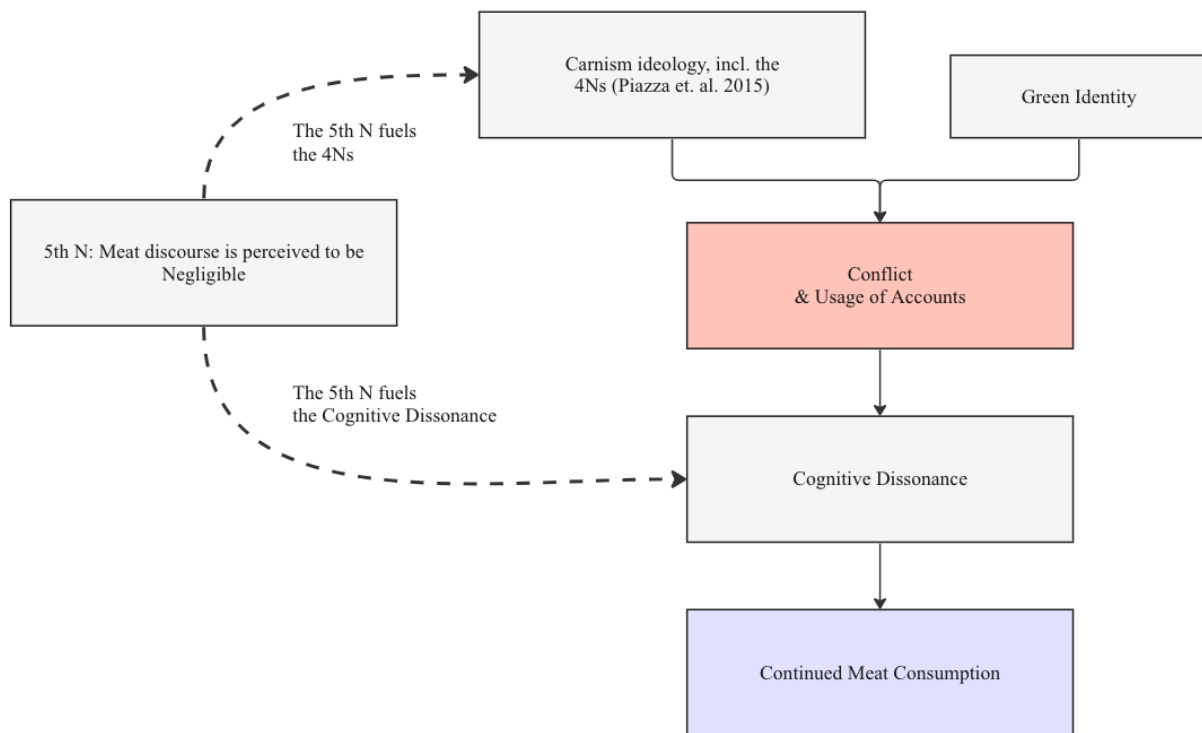 Carnism ideology, incl. the
4Ns (Piazza et. al. 2015)
Green Identity
The 5th N fuels
the 4Ns
5th N: Meat discourse is perceived to be
Negligible
Conflict
& Usage of Accounts
The 5th N fuels
the Cognitive Dissonance
Cognitive Dissonance
Continued Meat Consumption